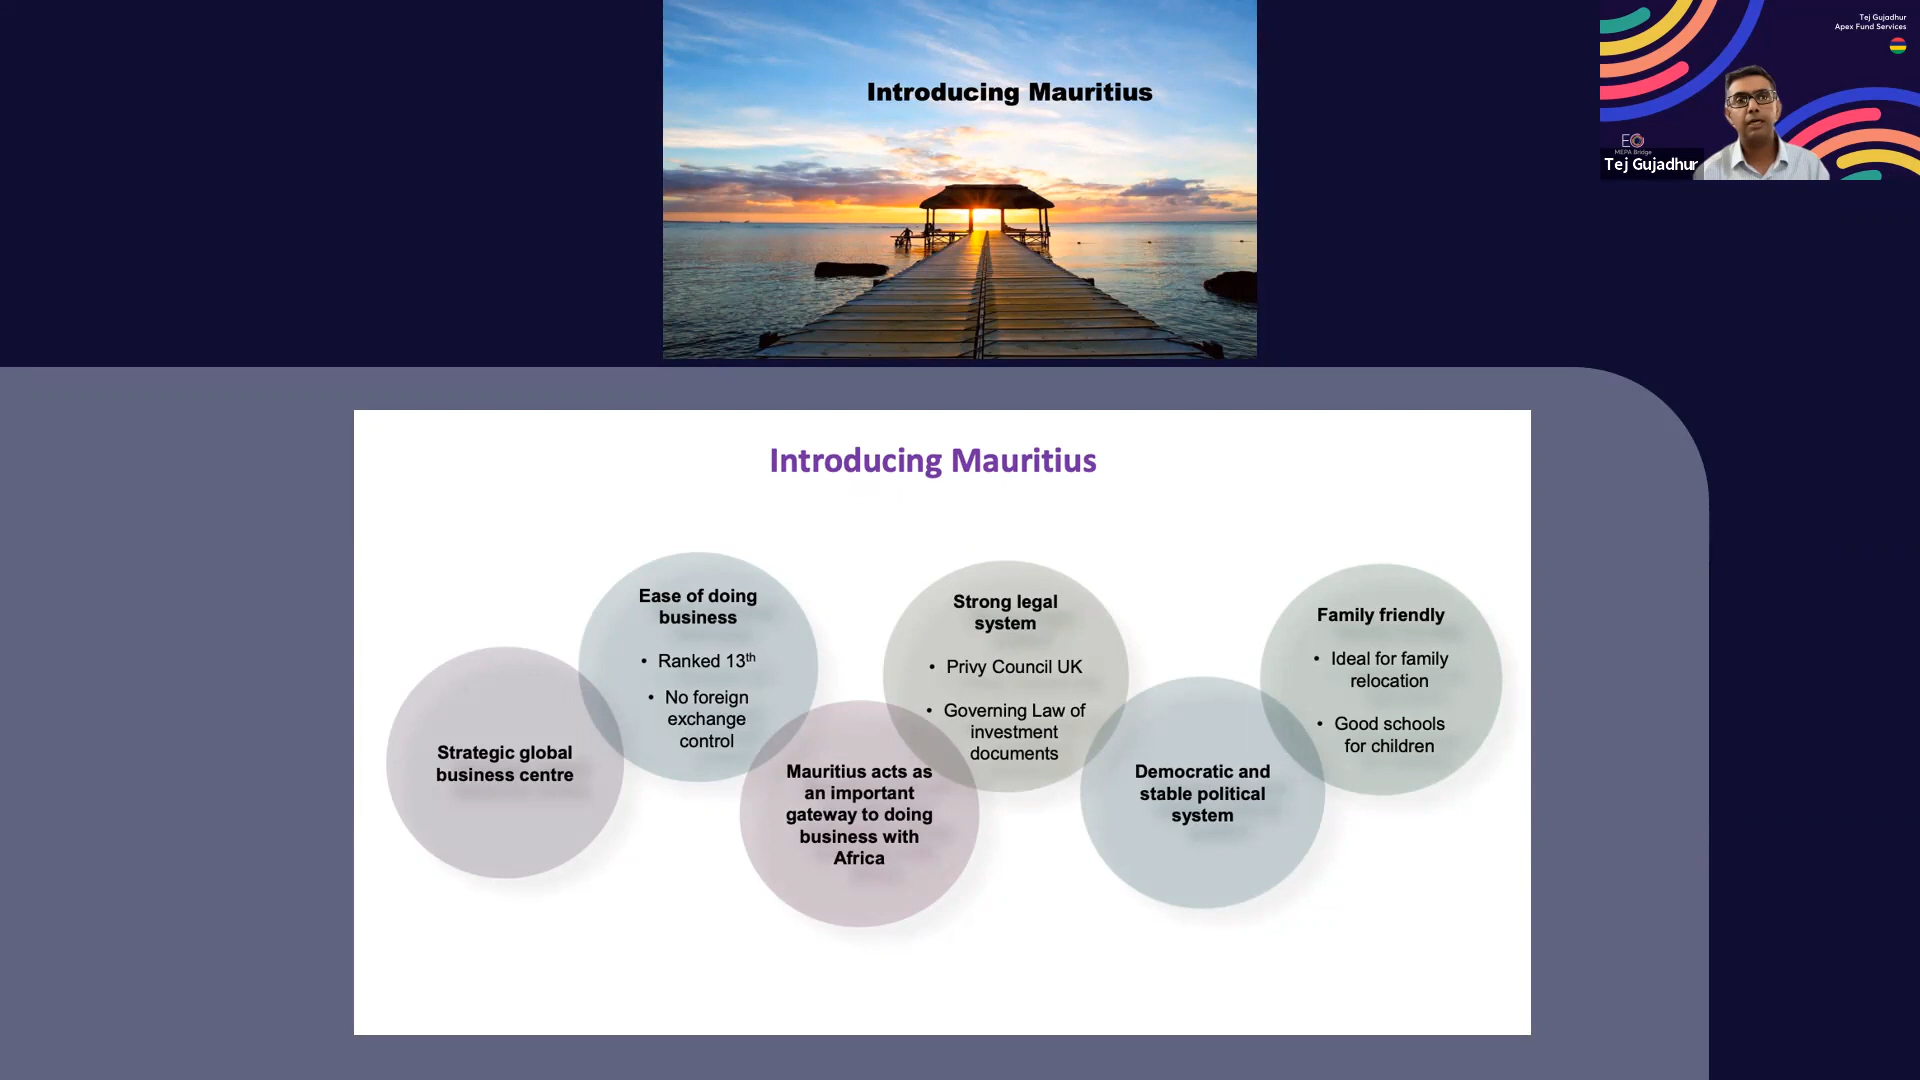 Introducing Mauritius
Tej Gujadhur
Apex Fund Services
EO
MEPA Bridge
Tej Gujadhur
Introducing Mauritius
Strategic global
business centre
Ease of doing
business
• Ranked 13th
• No foreign
exchange
control
Mauritius acts as
an important
gateway to doing
business with
Africa
Strong legal
system
• Privy Council UK
• Governing Law of
investment
documents
Democratic and
stable political
system
Family friendly
• Ideal for family
relocation
• Good schools
for children